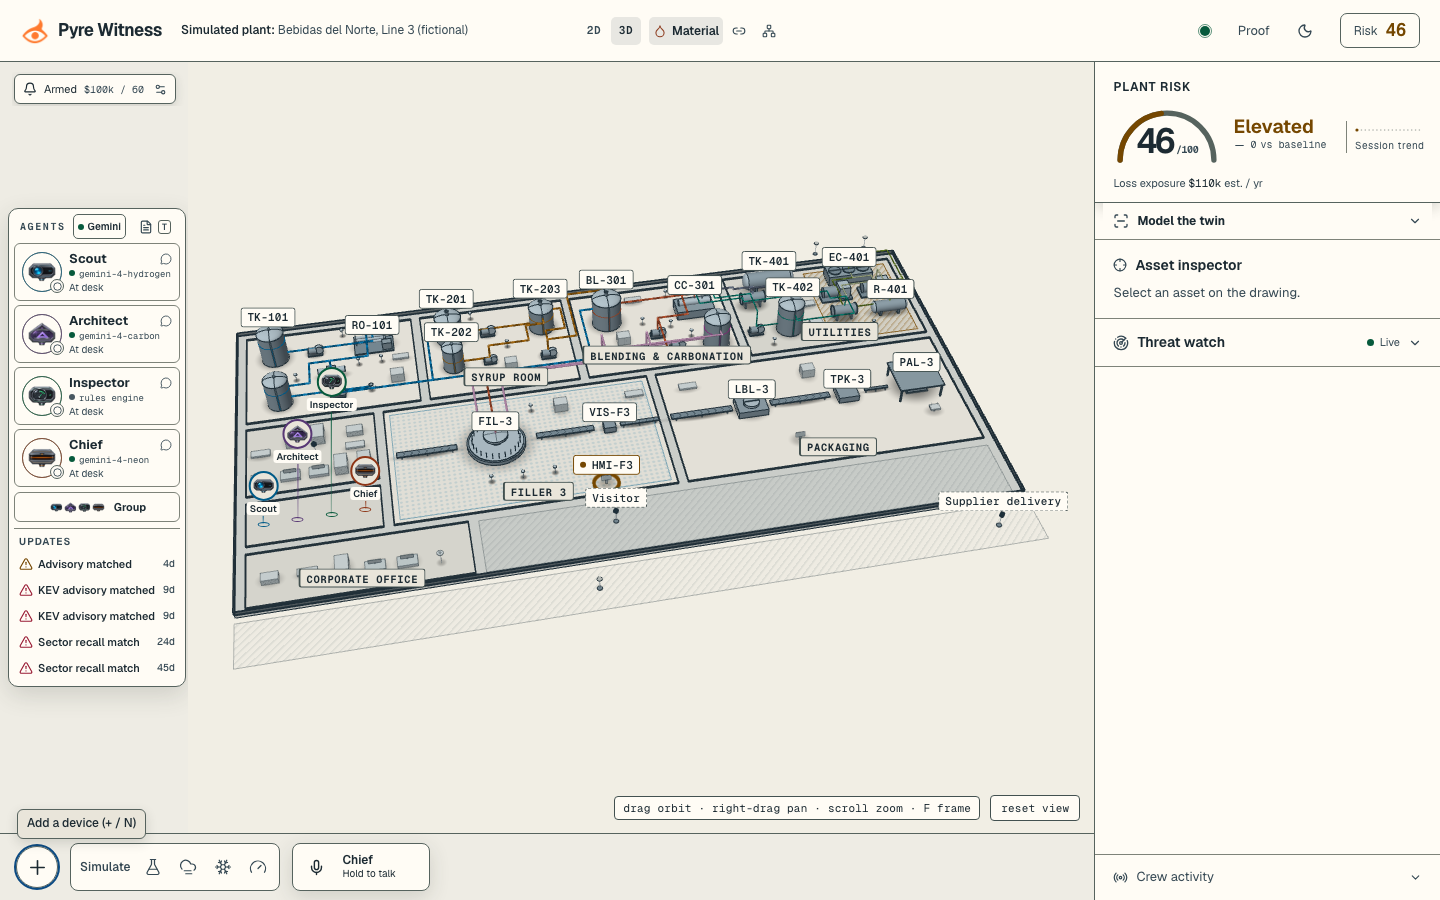 Pyre Witness
Simulated plant: Bebidas del Norte, Line 3 (fictional)
2D
3D
Material
Proof
Risk 46
Armed $100k / 60
AGENTS
Gemini
T
Scout
gemini-4-hydrogen
At desk
Architect
gemini-4-carbon
At desk
Inspector
rules engine
At desk
Chief
gemini-4-neon
At desk
Group
UPDATES
Advisory matched 4d
KEV advisory matched 9d
KEV advisory matched 9d
Sector recall match 24d
Sector recall match 45d
TK-101
RO-101
TK-201
TK-202
TK-203
BL-301
CC-301
TK-401
EC-401
TK-402
R-401
UTILITIES
BLENDING & CARBONATION
SYRUP ROOM
PAL-3
TPK-3
LBL-3
VIS-F3
FIL-3
PACKAGING
HMI-F3
FILLER 3
Visitor
Supplier delivery
CORPORATE OFFICE
Inspector
Architect
Chief
Scout
drag orbit · right-drag pan · scroll zoom · F frame
reset view
Add a device (+ / N)
Simulate
Chief
Hold to talk
PLANT RISK
46 /100
Elevated
— 0 vs baseline
Session trend
Loss exposure $110k est. / yr
Model the twin
Asset inspector
Select an asset on the drawing.
Threat watch
Live
Crew activity